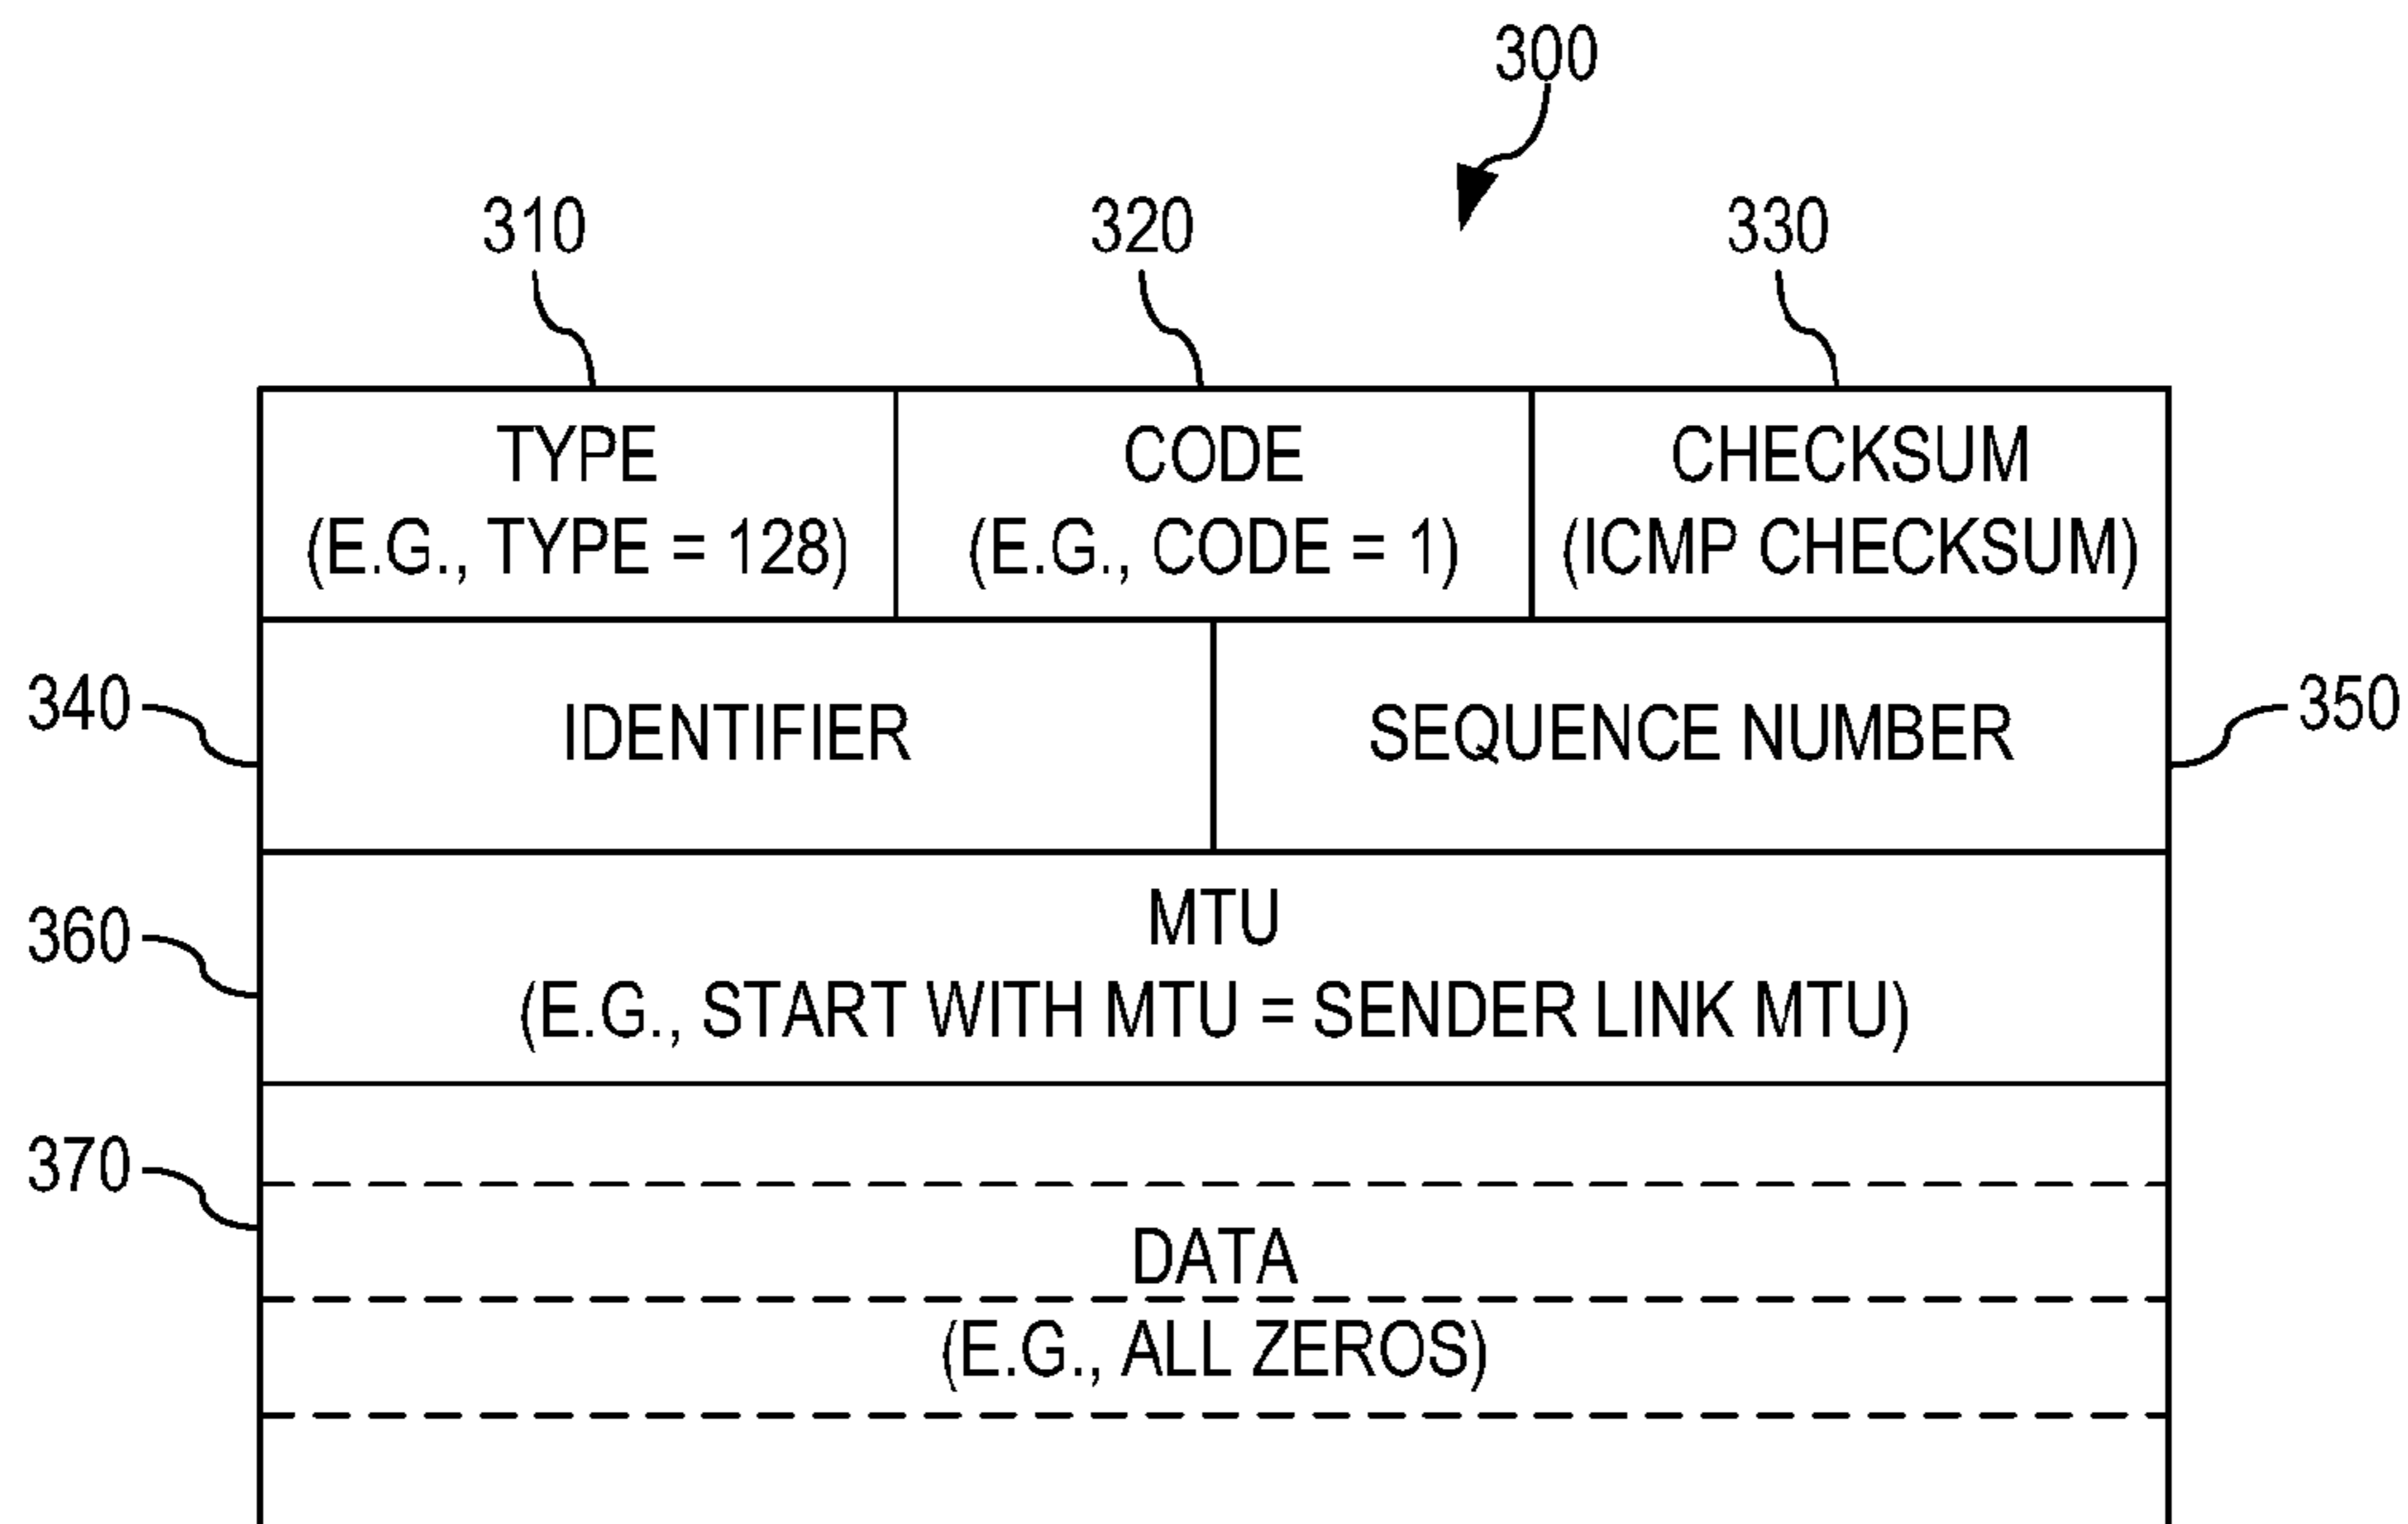 300
310
320
330
TYPE
(E.G., TYPE = 128)
CODE
(E.G., CODE = 1)
CHECKSUM
(ICMP CHECKSUM)
340
IDENTIFIER
SEQUENCE NUMBER
350
360
MTU
(E.G., START WITH MTU = SENDER LINK MTU)
370
DATA
(E.G., ALL ZEROS)